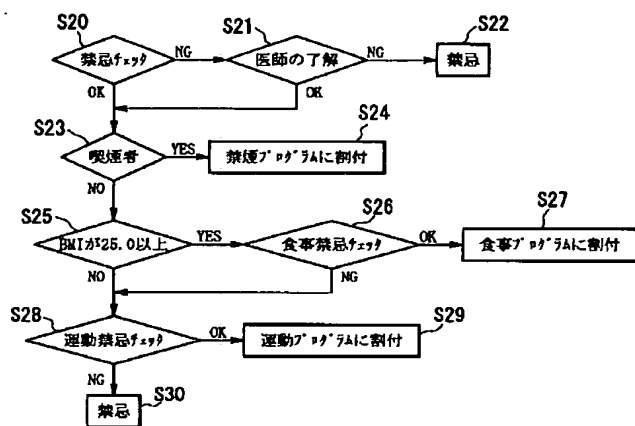 S20
S21
S22
禁忌ﾁｪｯｸ
NG
医師の了解
NG
禁忌
OK
OK
S23
S24
喫煙者
YES
禁煙ﾌﾟﾛｸﾞﾗﾑに割付
NO
S25
S26
S27
BMIが25.0以上
YES
食事禁忌ﾁｪｯｸ
OK
食事ﾌﾟﾛｸﾞﾗﾑに割付
NO
NG
S28
S29
運動禁忌ﾁｪｯｸ
OK
運動ﾌﾟﾛｸﾞﾗﾑに割付
NG
S30
禁忌